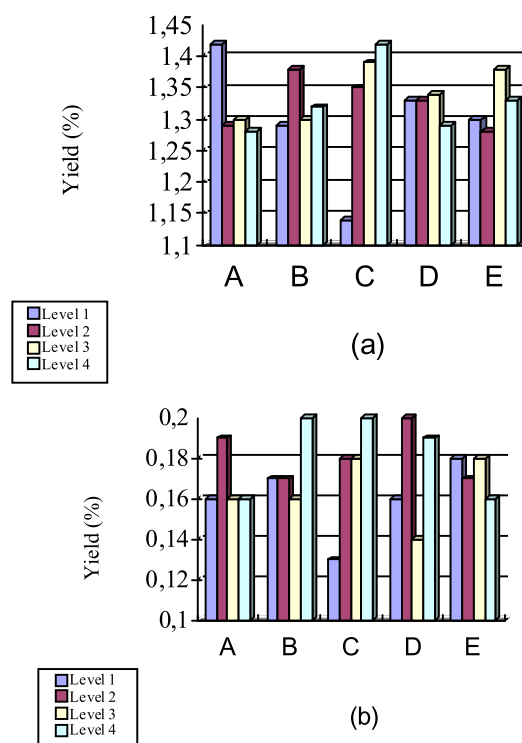 1,45
1,4
1,35
1,3
1,25
1,2
1,15
1,1
Yield (%)
A B C D E
Level 1
Level 2
Level 3
Level 4
(a)
0,2
0,18
0,16
0,14
0,12
0,1
Yield (%)
A B C D E
Level 1
Level 2
Level 3
Level 4
(b)